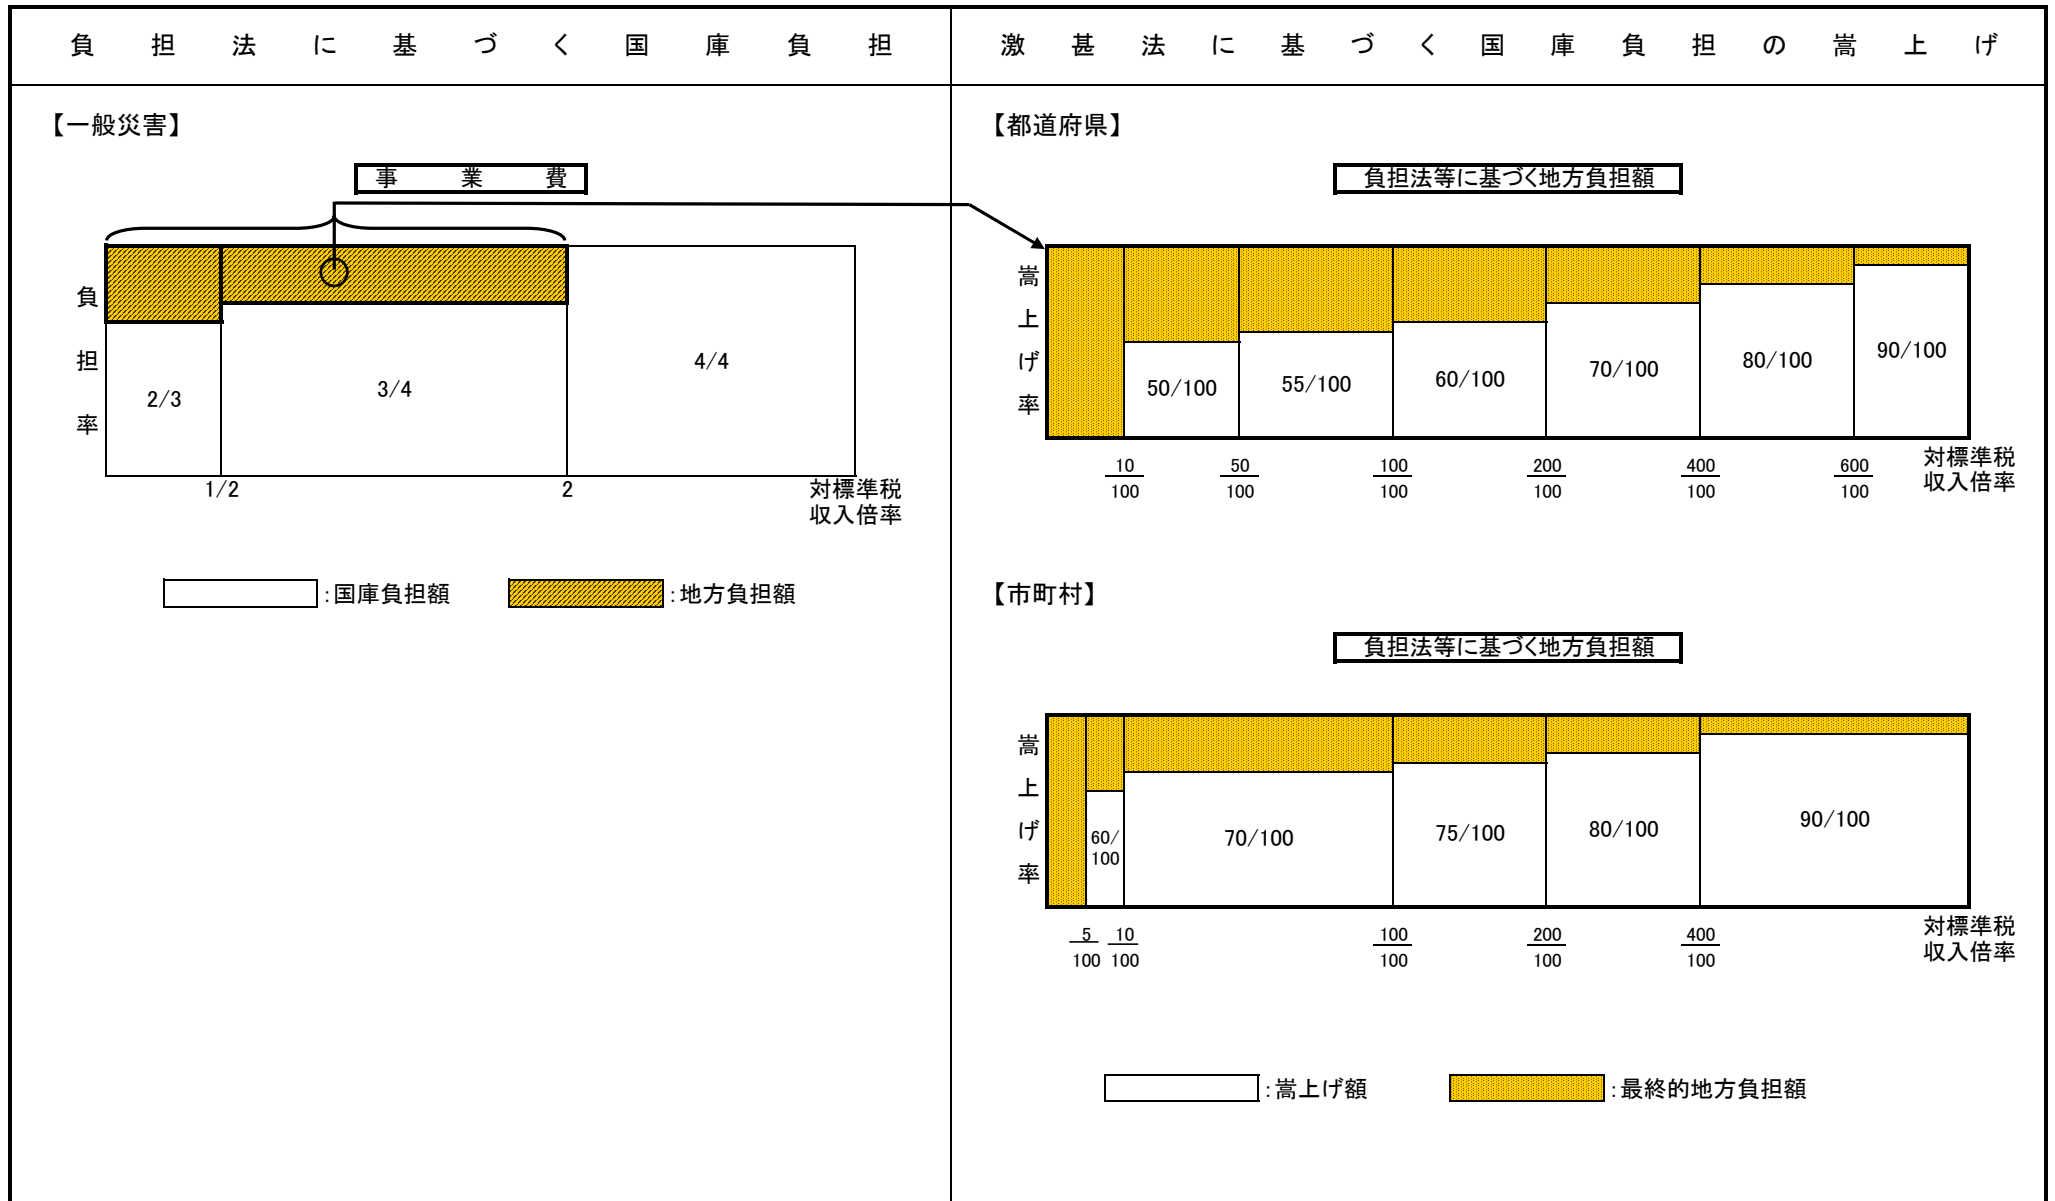 負担法に基づく国庫負担
激甚法に基づく国庫負担の嵩上げ
【一般災害】
事業費
負担率
2/3
3/4
4/4
1/2
2
対標準税
収入倍率
:国庫負担額
:地方負担額
【都道府県】
負担法等に基づく地方負担額
嵩上げ率
50/100
55/100
60/100
70/100
80/100
90/100
10 50 100 200 400 600
100 100 100 100 100 100
対標準税
収入倍率
【市町村】
負担法等に基づく地方負担額
嵩上げ率
60/
100
70/100
75/100
80/100
90/100
5 10 100 200 400
100 100 100 100 100
対標準税
収入倍率
:嵩上げ額
:最終的地方負担額